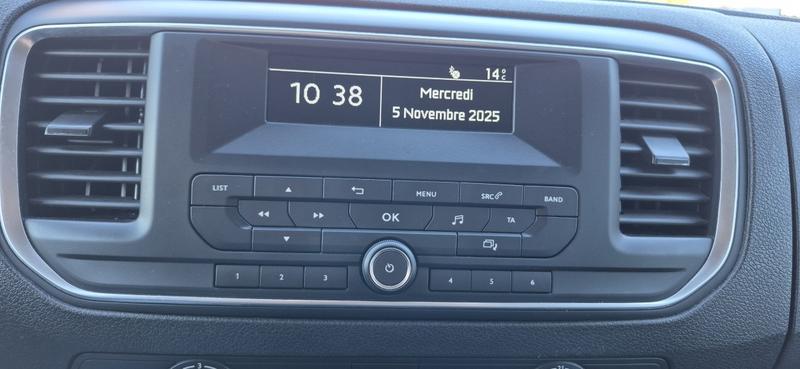 14°C
10 38
Mercredi
5 Novembre 2025
LIST
MENU
SRC
BAND
OK
TA
1 2 3
4 5 6
3